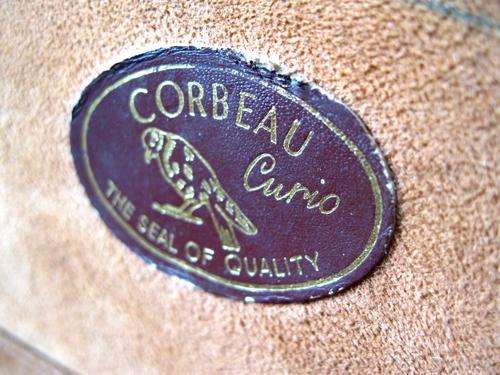 CORBEAU
Curio
THE SEAL OF QUALITY